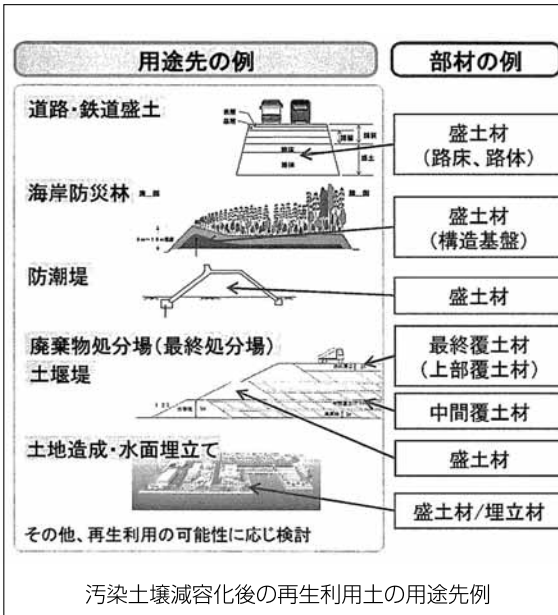 用途先の例
部材の例
道路・鉄道盛土
路床
路体
盛土
盛土材
(路床、路体)
海岸防災林
盛土材
(構造基盤)
防潮堤
盛土材
廃棄物処分場(最終処分場)
土堰堤
最終覆土材
(上部覆土材)
中間覆土材
盛土材
土地造成・水面埋立て
盛土材/埋立材
その他、再生利用の可能性に応じ検討
汚染土壌減容化後の再生利用土の用途先例